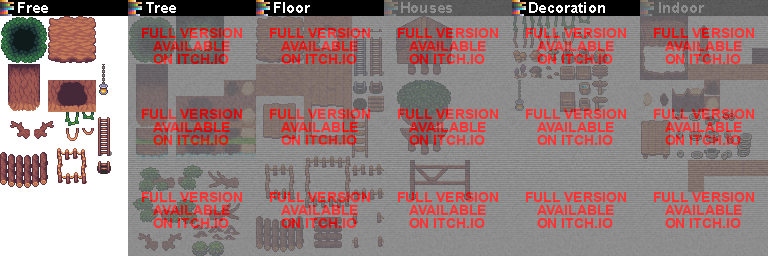 Free
Tree
Floor
Houses
Decoration
Indoor
FULL VERSION
AVAILABLE
ON ITCH.IO
FULL VERSION
AVAILABLE
ON ITCH.IO
FULL VERSION
AVAILABLE
ON ITCH.IO
FULL VERSION
AVAILABLE
ON ITCH.IO
FULL VERSION
AVAILABLE
ON ITCH.IO
FULL VERSION
AVAILABLE
ON ITCH.IO
FULL VERSION
AVAILABLE
ON ITCH.IO
FULL VERSION
AVAILABLE
ON ITCH.IO
FULL VERSION
AVAILABLE
ON ITCH.IO
FULL VERSION
AVAILABLE
ON ITCH.IO
FULL VERSION
AVAILABLE
ON ITCH.IO
FULL VERSION
AVAILABLE
ON ITCH.IO
FULL VERSION
AVAILABLE
ON ITCH.IO
FULL VERSION
AVAILABLE
ON ITCH.IO
FULL VERSION
AVAILABLE
ON ITCH.IO